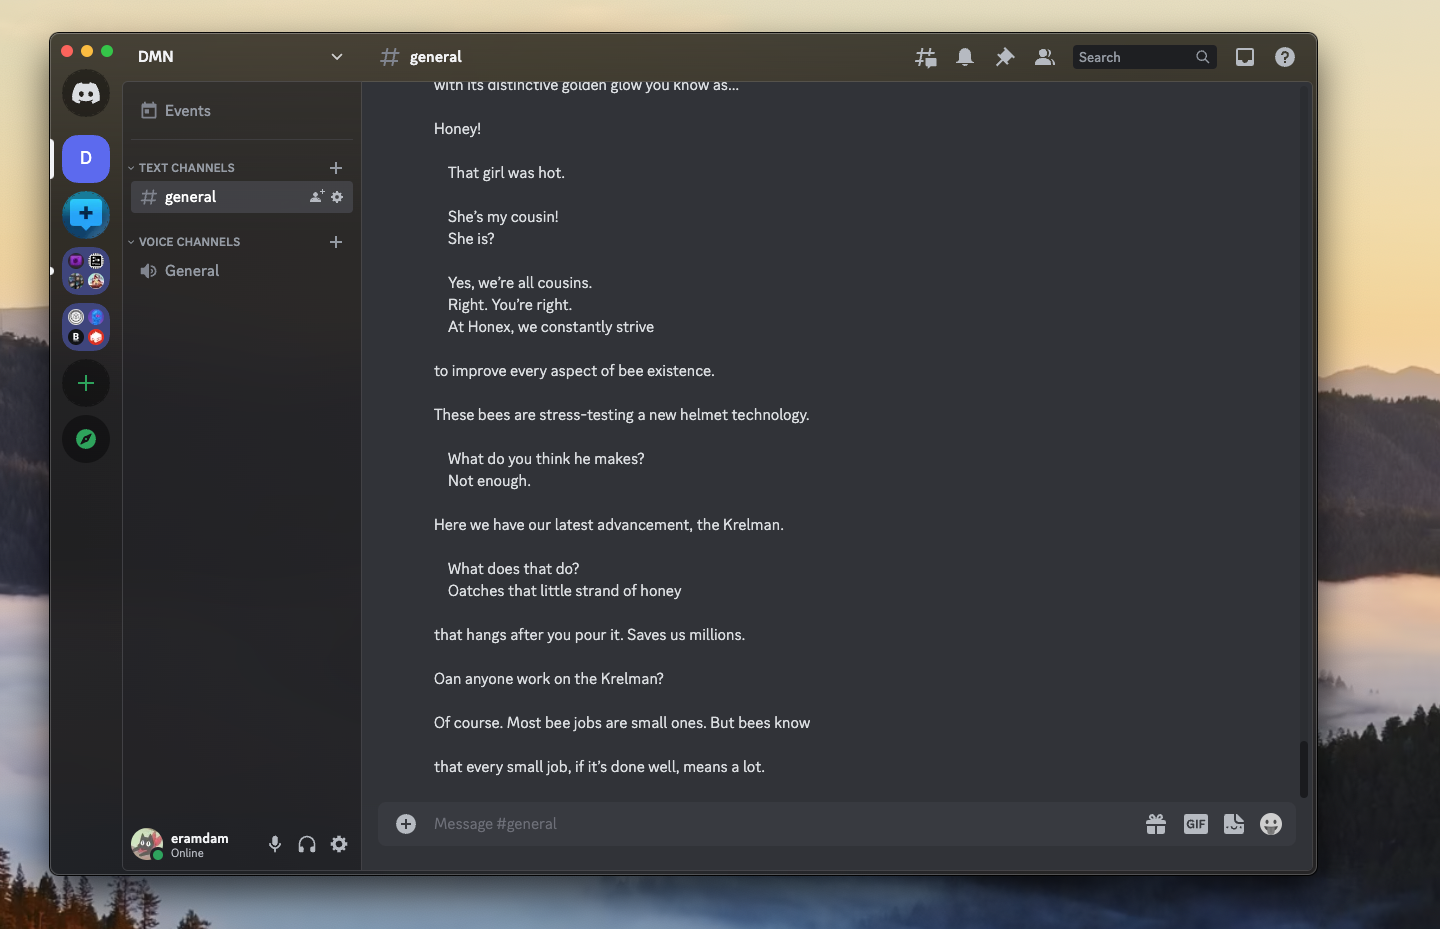 DMN
general
Search
Events
TEXT CHANNELS
general
VOICE CHANNELS
General
with its distinctive golden glow you know as...
Honey!
That girl was hot.
She's my cousin!
She is?
Yes, we're all cousins.
Right. You're right.
At Honex, we constantly strive
to improve every aspect of bee existence.
These bees are stress-testing a new helmet technology.
What do you think he makes?
Not enough.
Here we have our latest advancement, the Krelman.
What does that do?
Oatches that little strand of honey
that hangs after you pour it. Saves us millions.
Oan anyone work on the Krelman?
Of course. Most bee jobs are small ones. But bees know
that every small job, if it's done well, means a lot.
D
B
eramdam
Online
Message #general
GIF